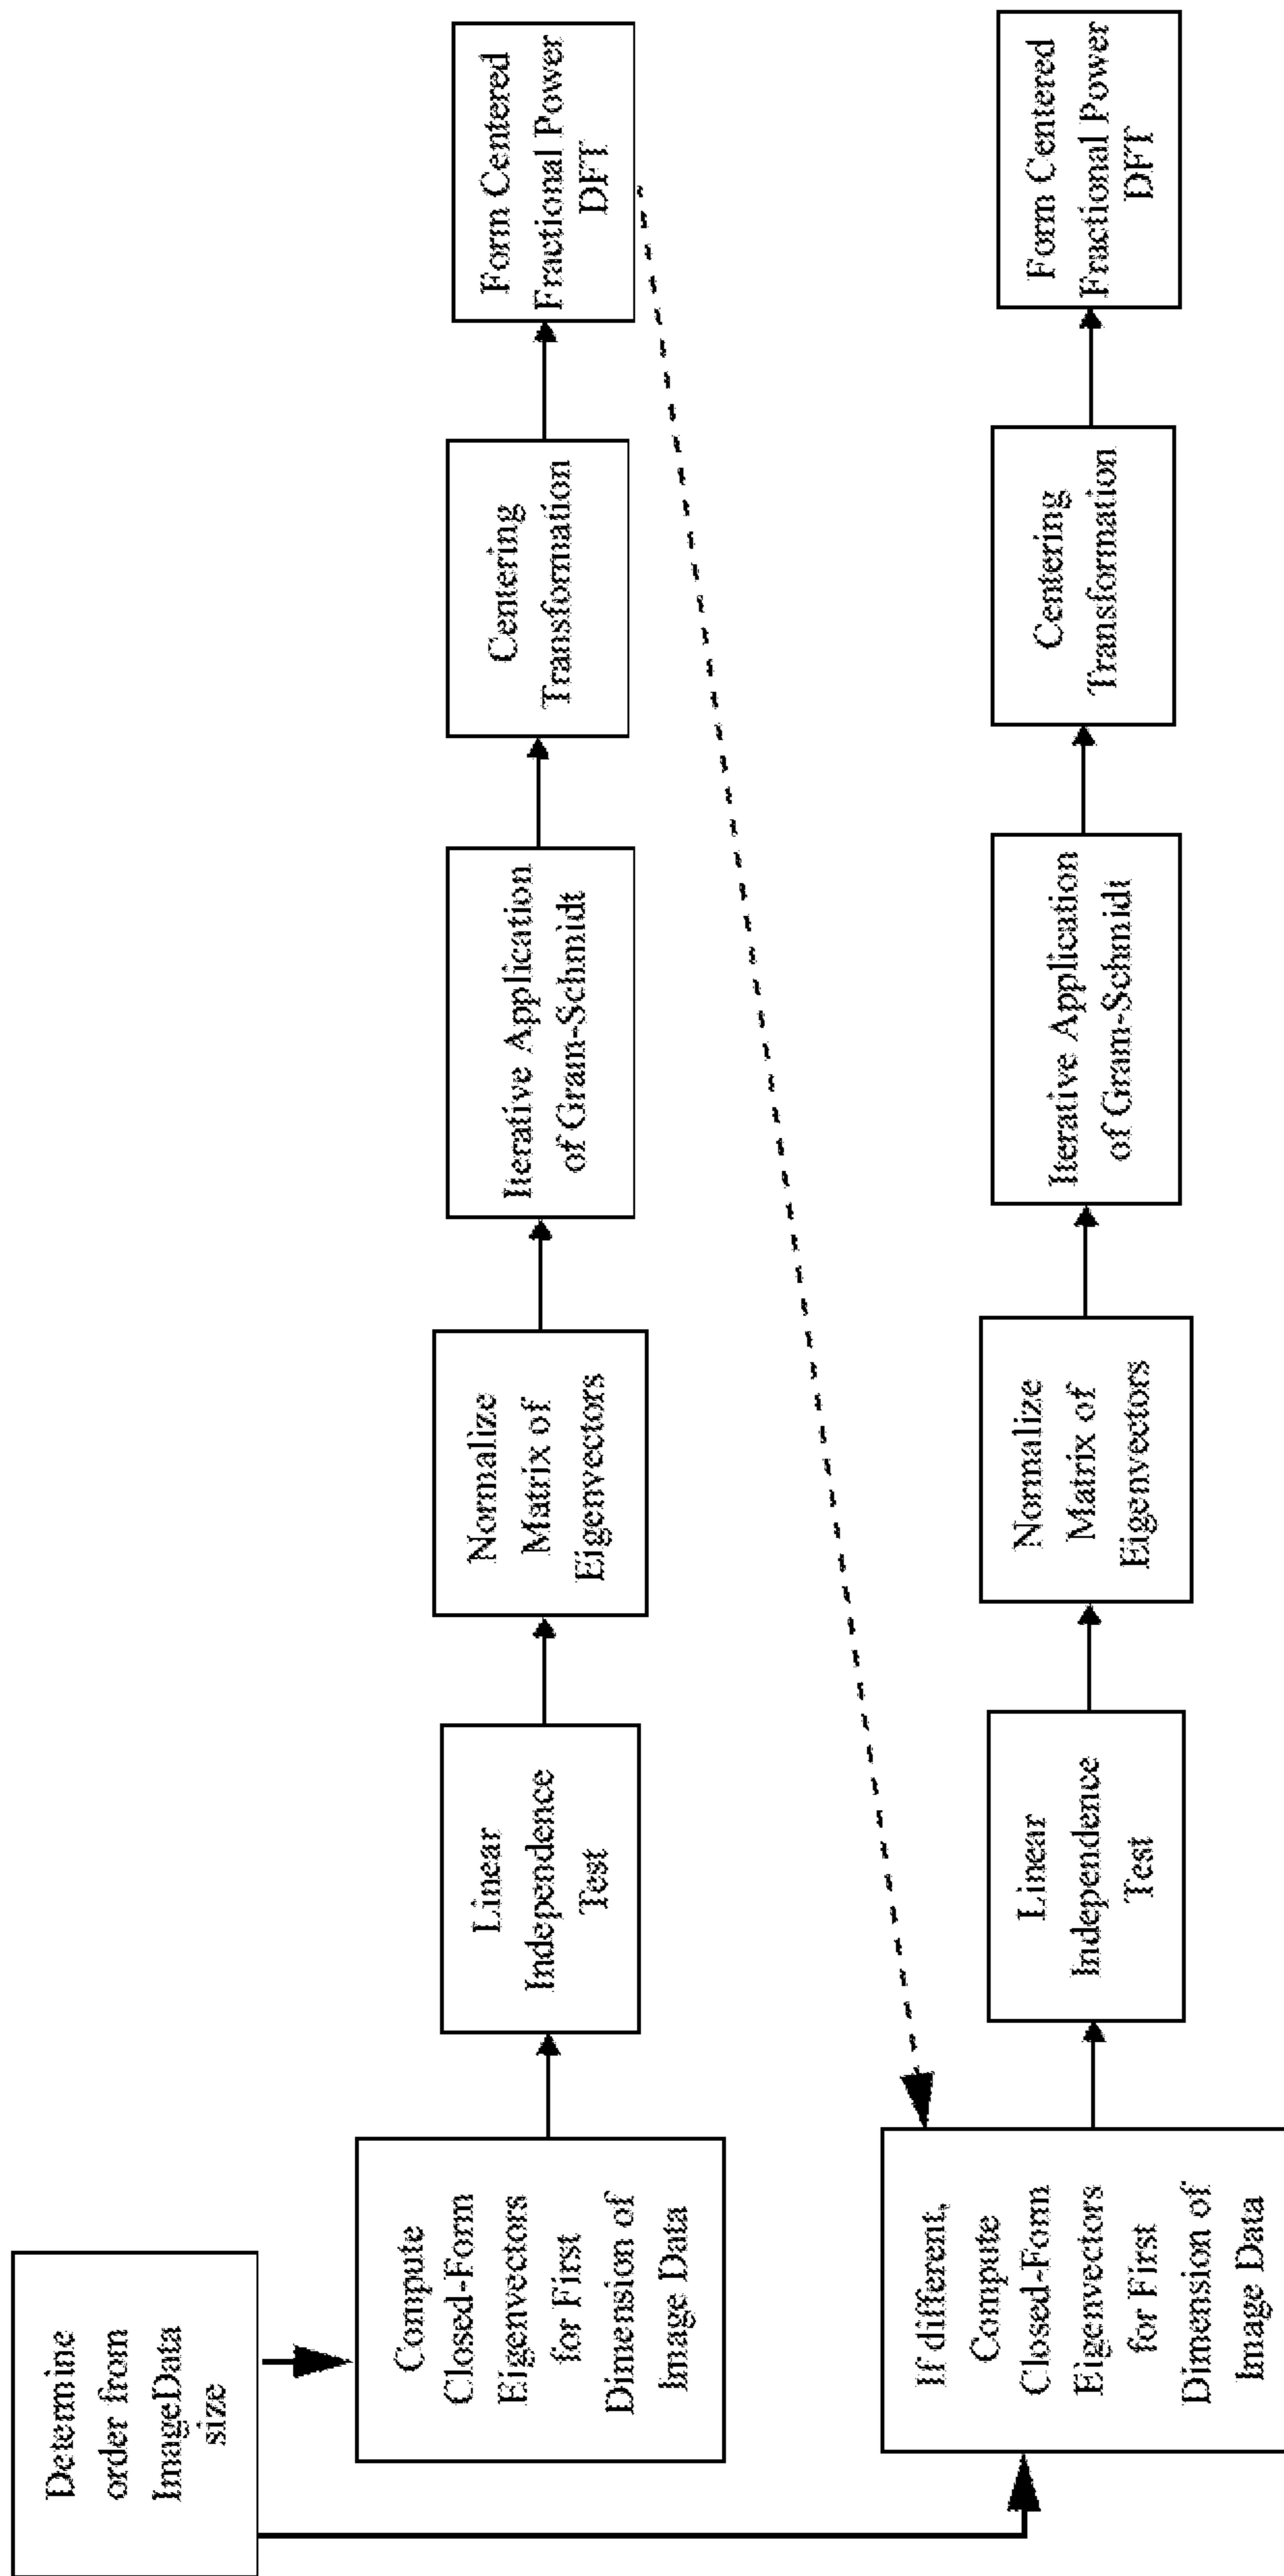 Determine
order from
ImageData
size
Compute
Closed-Form
Eigenvectors
for First
Dimension of
Image Data
Linear
Independence
Test
Normalize
Matrix of
Eigenvectors
Iterative Application
of Gram-Schmidt
Centering
Transformation
Form Centered
Fractional Power
DFT
If different,
Compute
Closed-Form
Eigenvectors
for First
Dimension of
Image Data
Linear
Independence
Test
Normalize
Matrix of
Eigenvectors
Iterative Application
of Gram-Schmidt
Centering
Transformation
Form Centered
Fractional Power
DFT